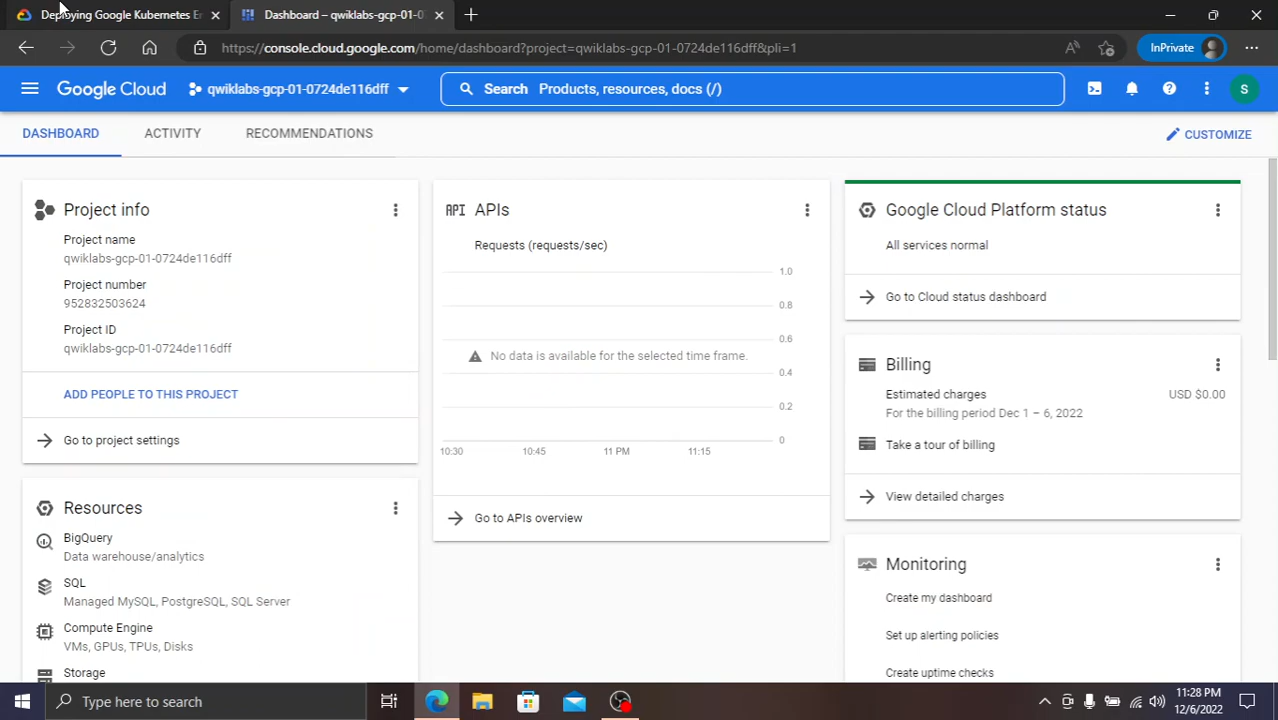 Deploying Google Kubernetes Er
Dashboard – qwiklabs-gcp-01-0
https://console.cloud.google.com/home/dashboard?project=qwiklabs-gcp-01-0724de116dff&pli=1
InPrivate
Google Cloud
qwiklabs-gcp-01-0724de116dff
Search Products, resources, docs (/)
S
DASHBOARD
ACTIVITY
RECOMMENDATIONS
CUSTOMIZE
Project info
Project name
qwiklabs-gcp-01-0724de116dff
Project number
952832503624
Project ID
qwiklabs-gcp-01-0724de116dff
ADD PEOPLE TO THIS PROJECT
Go to project settings
Resources
BigQuery
Data warehouse/analytics
SQL
Managed MySQL, PostgreSQL, SQL Server
Compute Engine
VMs, GPUs, TPUs, Disks
Storage
API APIs
Requests (requests/sec)
1.0
0.8
0.6
No data is available for the selected time frame.
0.4
0.2
0
10:30 10:45 11 PM 11:15
Go to APIs overview
Google Cloud Platform status
All services normal
Go to Cloud status dashboard
Billing
Estimated charges USD $0.00
For the billing period Dec 1 – 6, 2022
Take a tour of billing
View detailed charges
Monitoring
Create my dashboard
Set up alerting policies
Create uptime checks
Type here to search
11:28 PM
12/6/2022